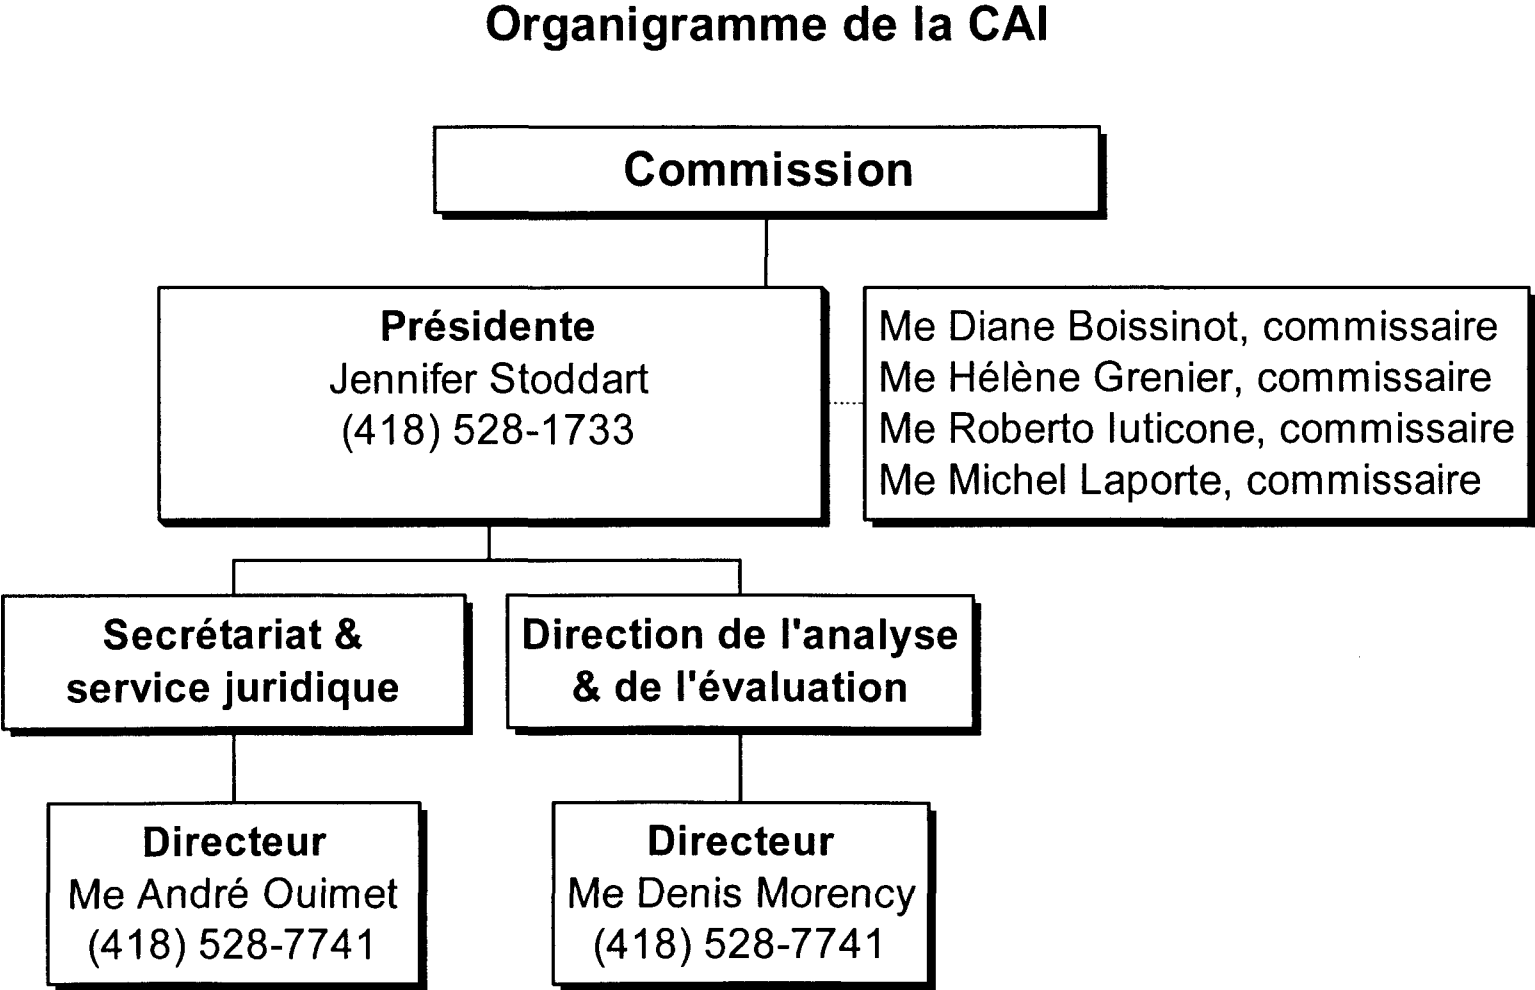 Organigramme de la CAI
Commission
Présidente
Jennifer Stoddart
(418) 528-1733
Me Diane Boissinot, commissaire
Me Hélène Grenier, commissaire
Me Roberto Iuticone, commissaire
Me Michel Laporte, commissaire
Secrétariat &
service juridique
Direction de l'analyse
& de l'évaluation
Directeur
Me André Ouimet
(418) 528-7741
Directeur
Me Denis Morency
(418) 528-7741